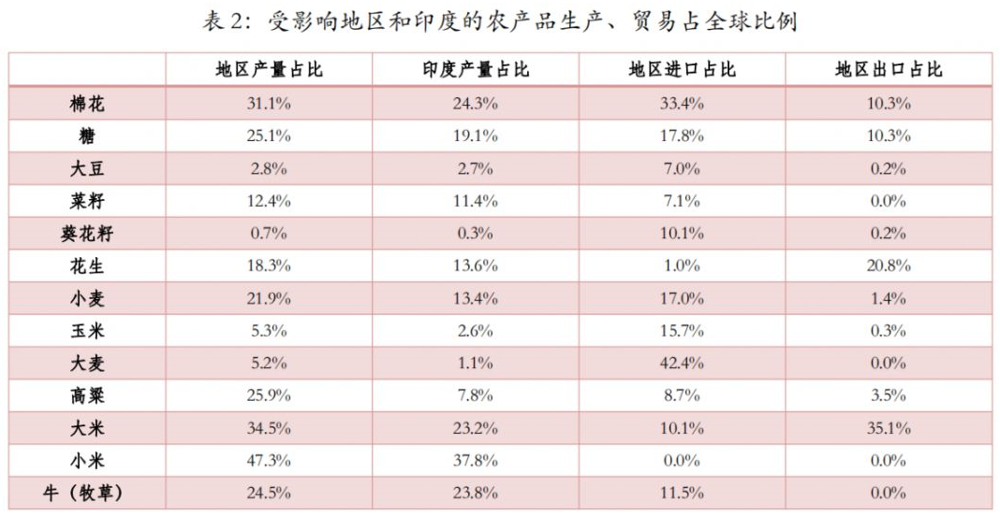 表 2：受影响地区和印度的农产品生产、贸易占全球比例
地区产量占比 印度产量占比 地区进口占比 地区出口占比
棉花 31.1% 24.3% 33.4% 10.3%
糖 25.1% 19.1% 17.8% 10.3%
大豆 2.8% 2.7% 7.0% 0.2%
菜籽 12.4% 11.4% 7.1% 0.0%
葵花籽 0.7% 0.3% 10.1% 0.2%
花生 18.3% 13.6% 1.0% 20.8%
小麦 21.9% 13.4% 17.0% 1.4%
玉米 5.3% 2.6% 15.7% 0.3%
大麦 5.2% 1.1% 42.4% 0.0%
高粱 25.9% 7.8% 8.7% 3.5%
大米 34.5% 23.2% 10.1% 35.1%
小米 47.3% 37.8% 0.0% 0.0%
牛（牧草） 24.5% 23.8% 11.5% 0.0%